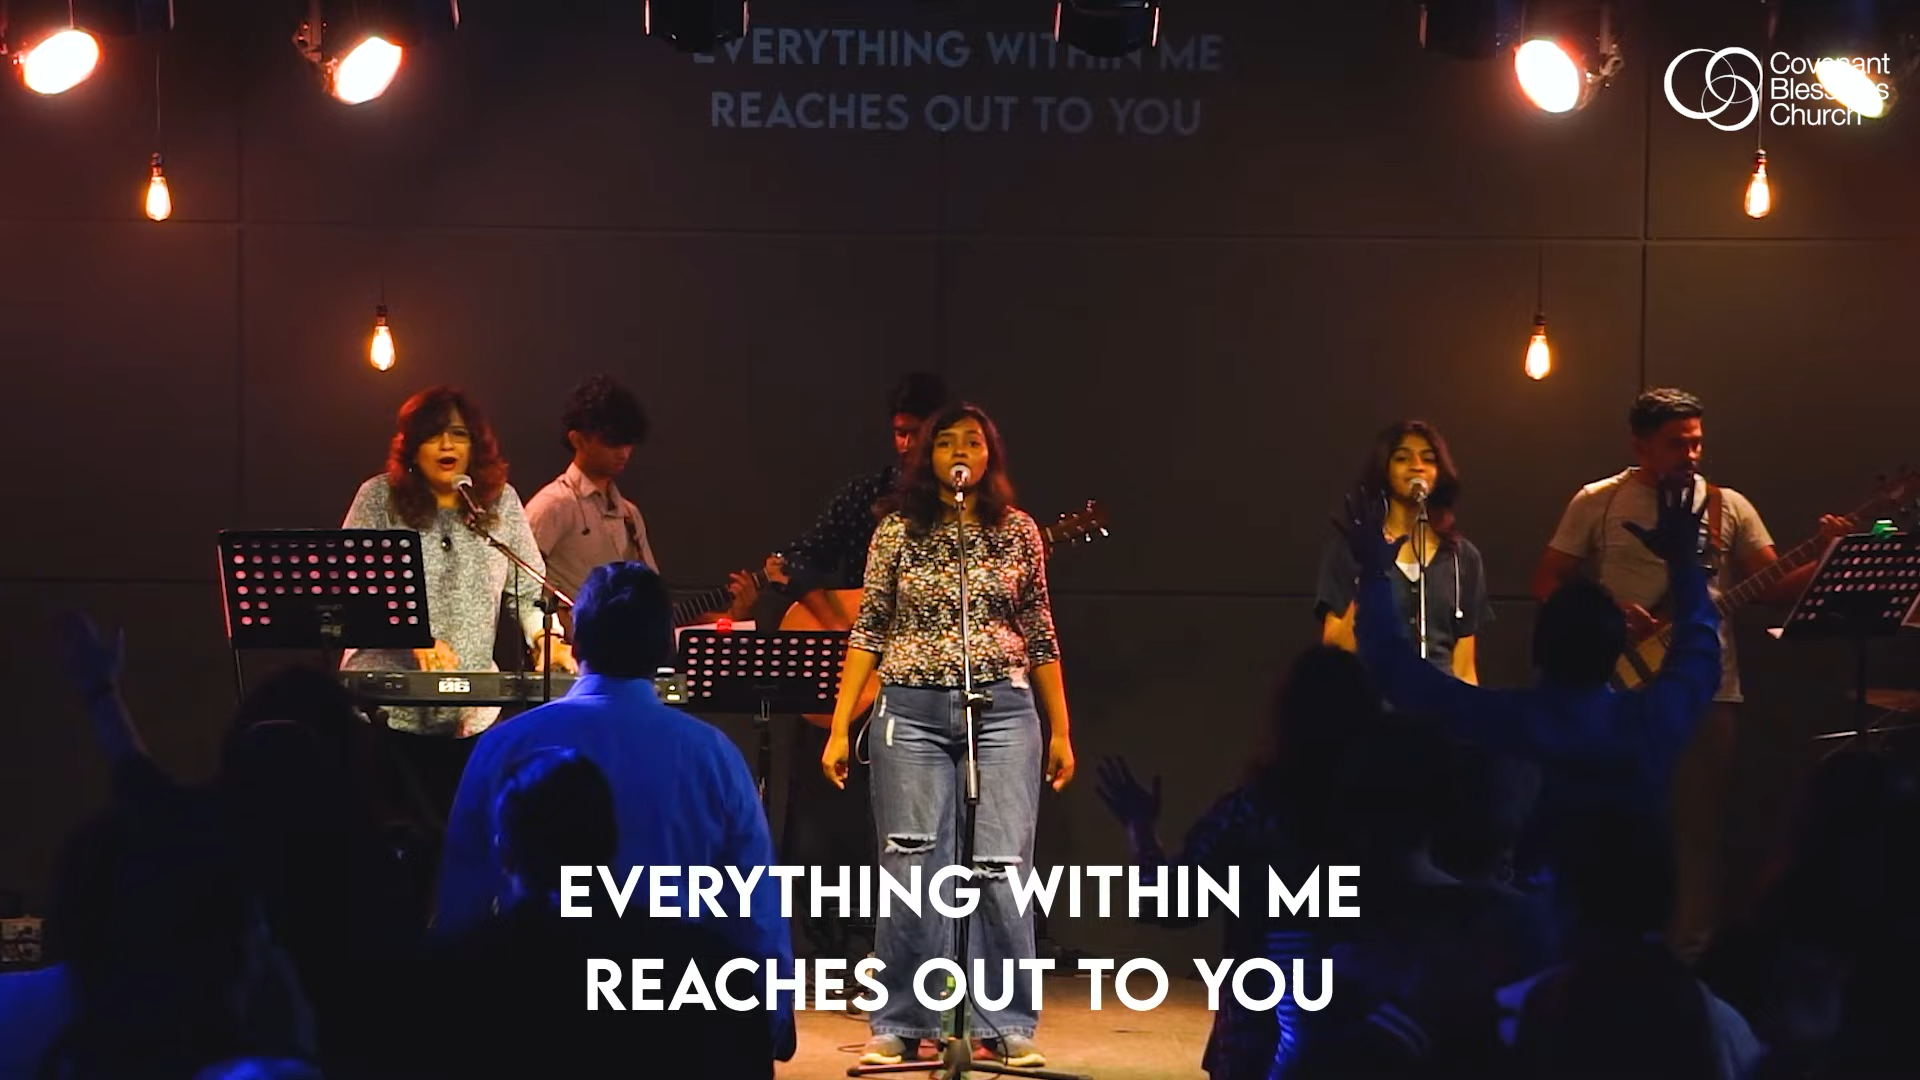 EVERYTHING WITHIN ME
REACHES OUT TO YOU
Covenant
Blessings
Church
EVERYTHING WITHIN ME
REACHES OUT TO YOU